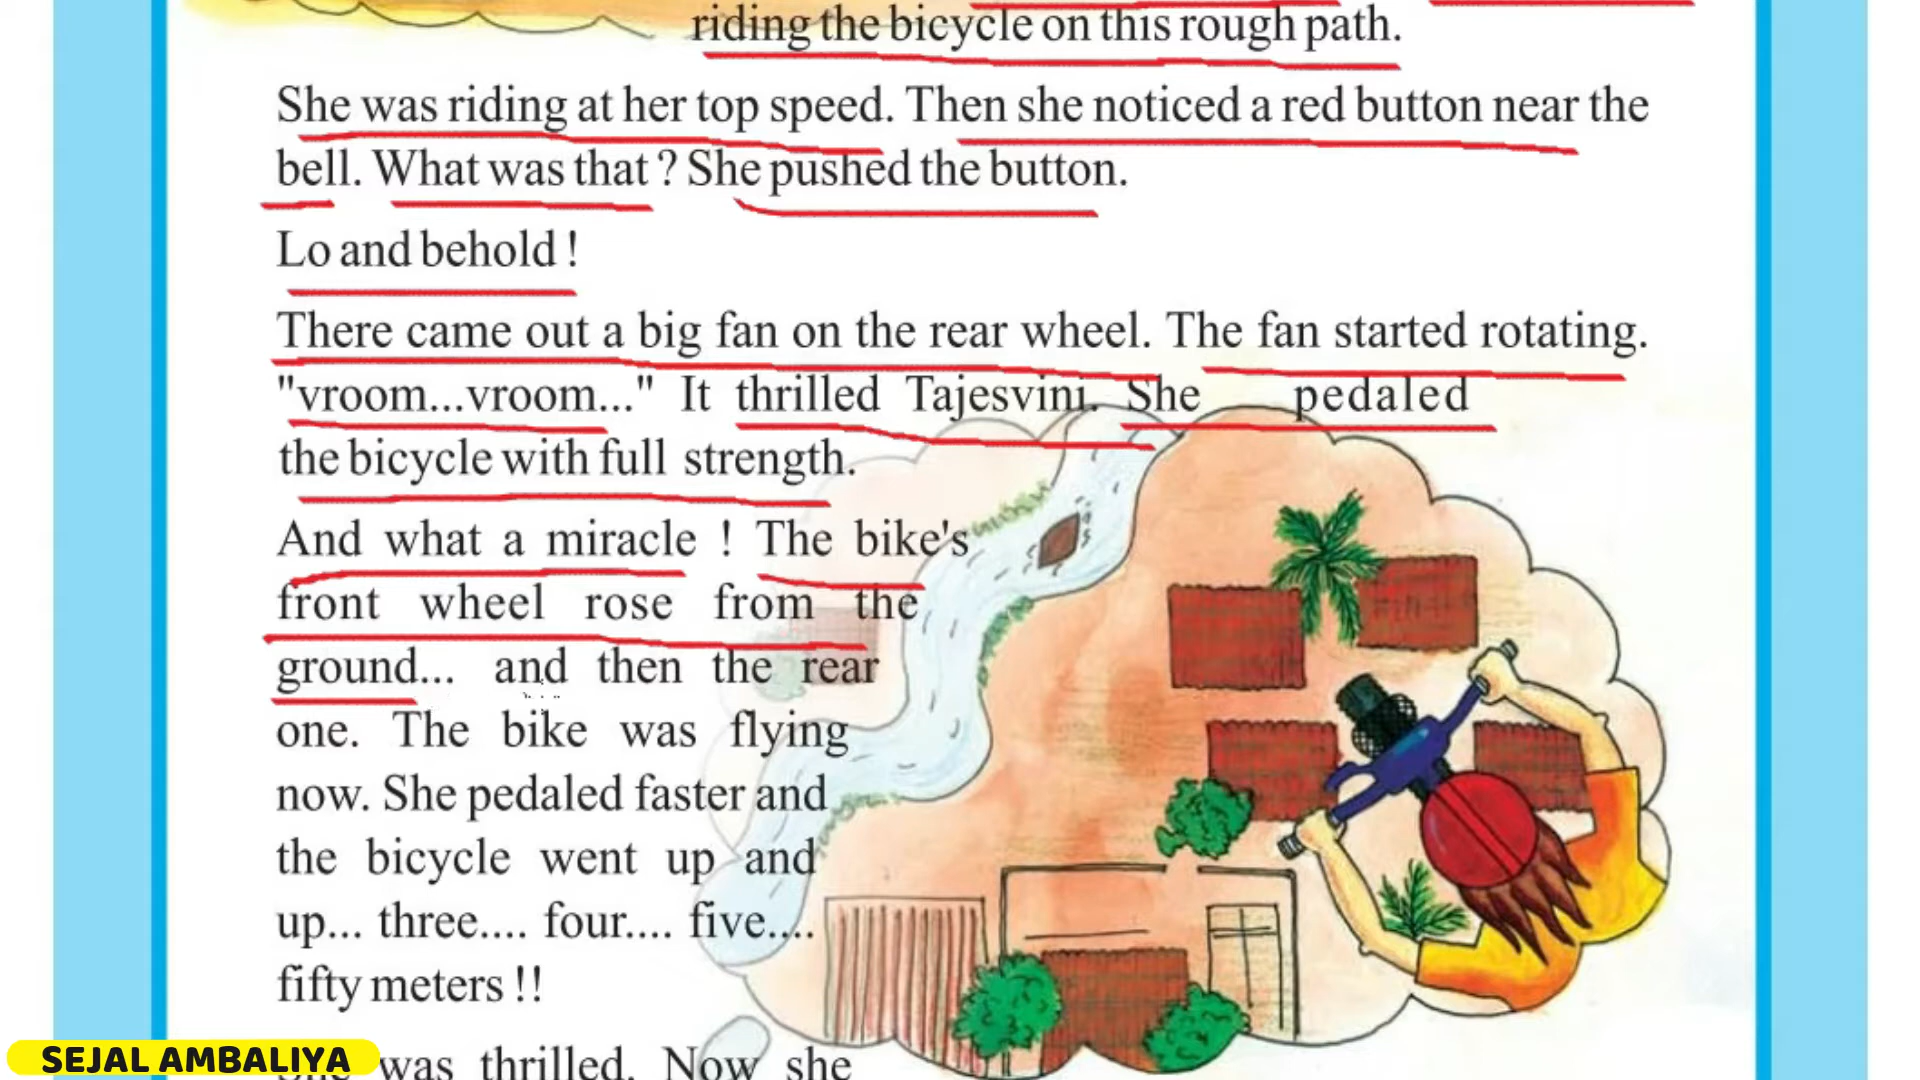 riding the bicycle on this rough path.
She was riding at her top speed. Then she noticed a red button near the
bell. What was that ? She pushed the button.
Lo and behold !
There came out a big fan on the rear wheel. The fan started rotating.
"vroom...vroom..." It thrilled Tajesvini. She pedaled
the bicycle with full strength.
And what a miracle ! The bike's
front wheel rose from the
ground... and then the rear
one. The bike was flying
now. She pedaled faster and
the bicycle went up and
up... three.... four.... five....
fifty meters !!
was thrilled. Now she
SEJAL AMBALIYA